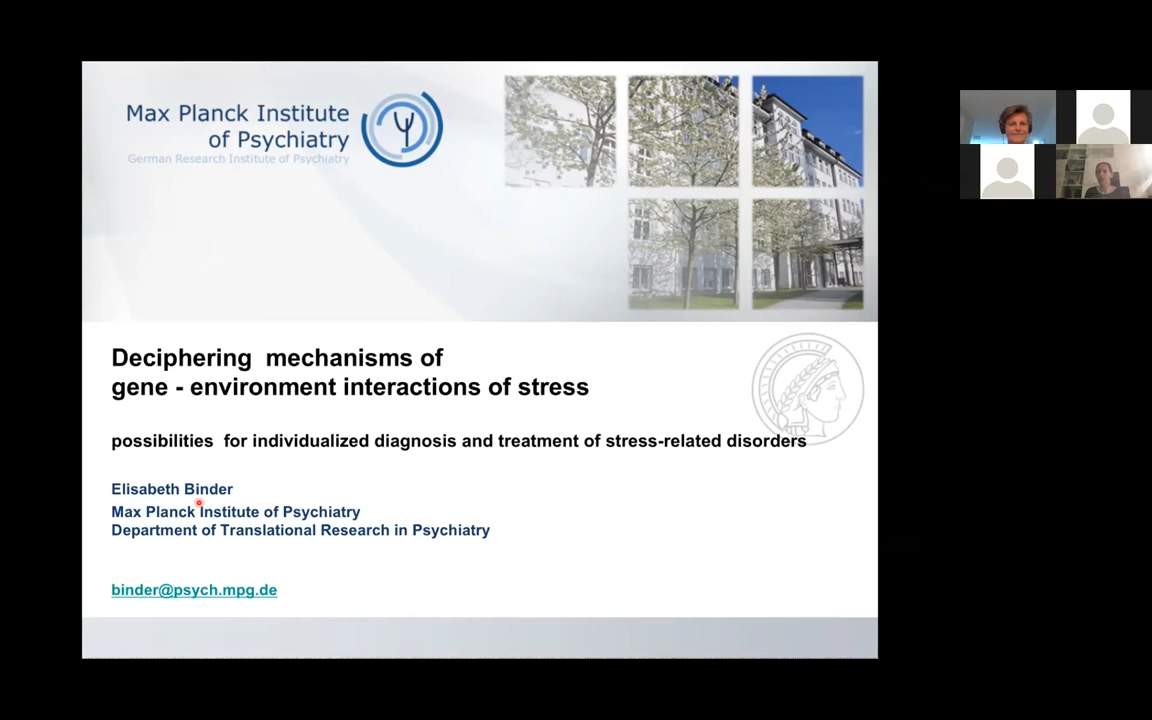 Max Planck Institute
of Psychiatry
German Research Institute of Psychiatry
Deciphering  mechanisms of
gene - environment interactions of stress
possibilities  for individualized diagnosis and treatment of stress-related disorders
Elisabeth Binder
Max Planck Institute of Psychiatry
Department of Translational Research in Psychiatry
binder@psych.mpg.de